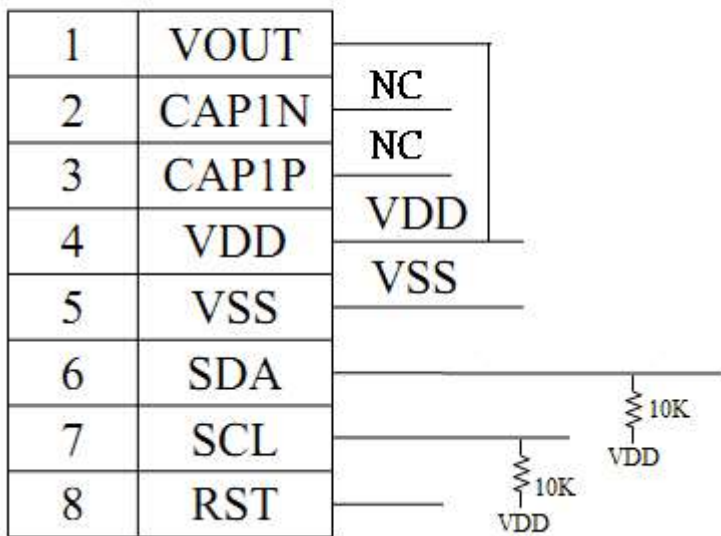 1 VOUT
NC
2 CAP1N
NC
3 CAP1P
VDD
4 VDD
VSS
5 VSS
6 SDA
10K
VDD
7 SCL
10K
VDD
8 RST